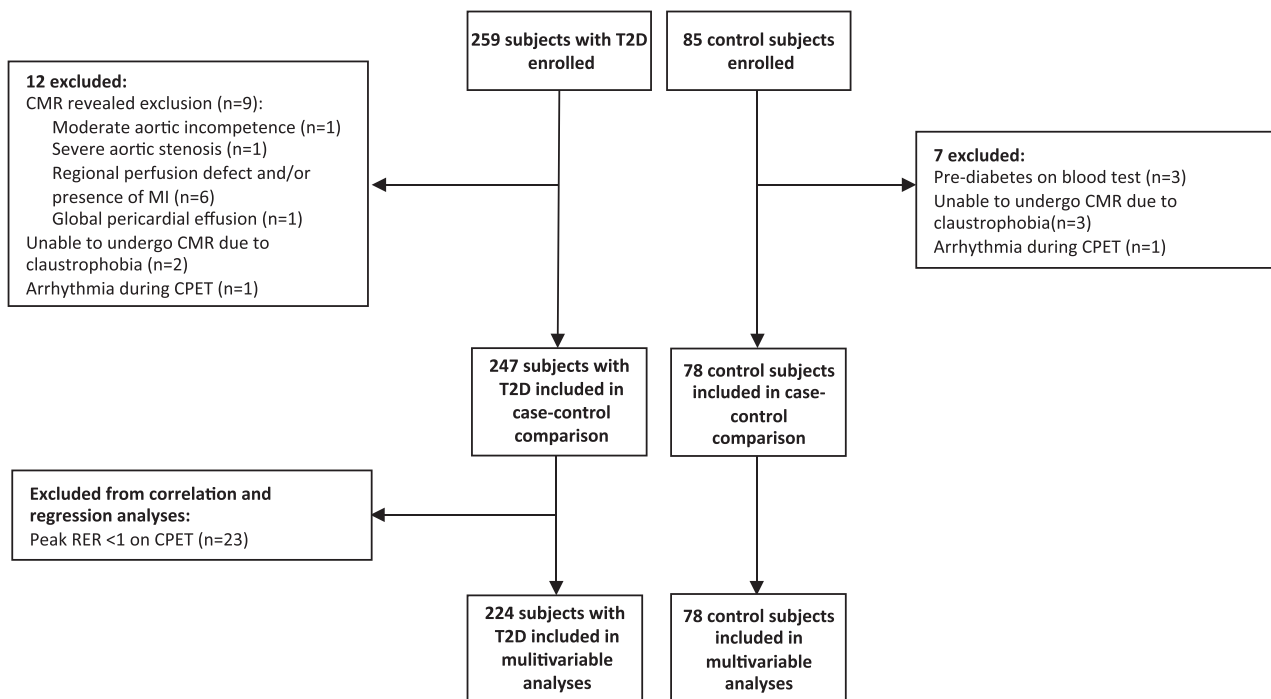 259 subjects with T2D
enrolled
85 control subjects
enrolled
12 excluded:
CMR revealed exclusion (n=9):
Moderate aortic incompetence (n=1)
Severe aortic stenosis (n=1)
Regional perfusion defect and/or
presence of MI (n=6)
Global pericardial effusion (n=1)
Unable to undergo CMR due to
claustrophobia (n=2)
Arrhythmia during CPET (n=1)
7 excluded:
Pre-diabetes on blood test (n=3)
Unable to undergo CMR due to
claustrophobia(n=3)
Arrhythmia during CPET (n=1)
247 subjects with
T2D included in
case-control
comparison
78 control subjects
included in case-
control
comparison
Excluded from correlation and
regression analyses:
Peak RER <1 on CPET (n=23)
224 subjects with
T2D included in
mulitivariable
analyses
78 control subjects
included in
multivariable
analyses